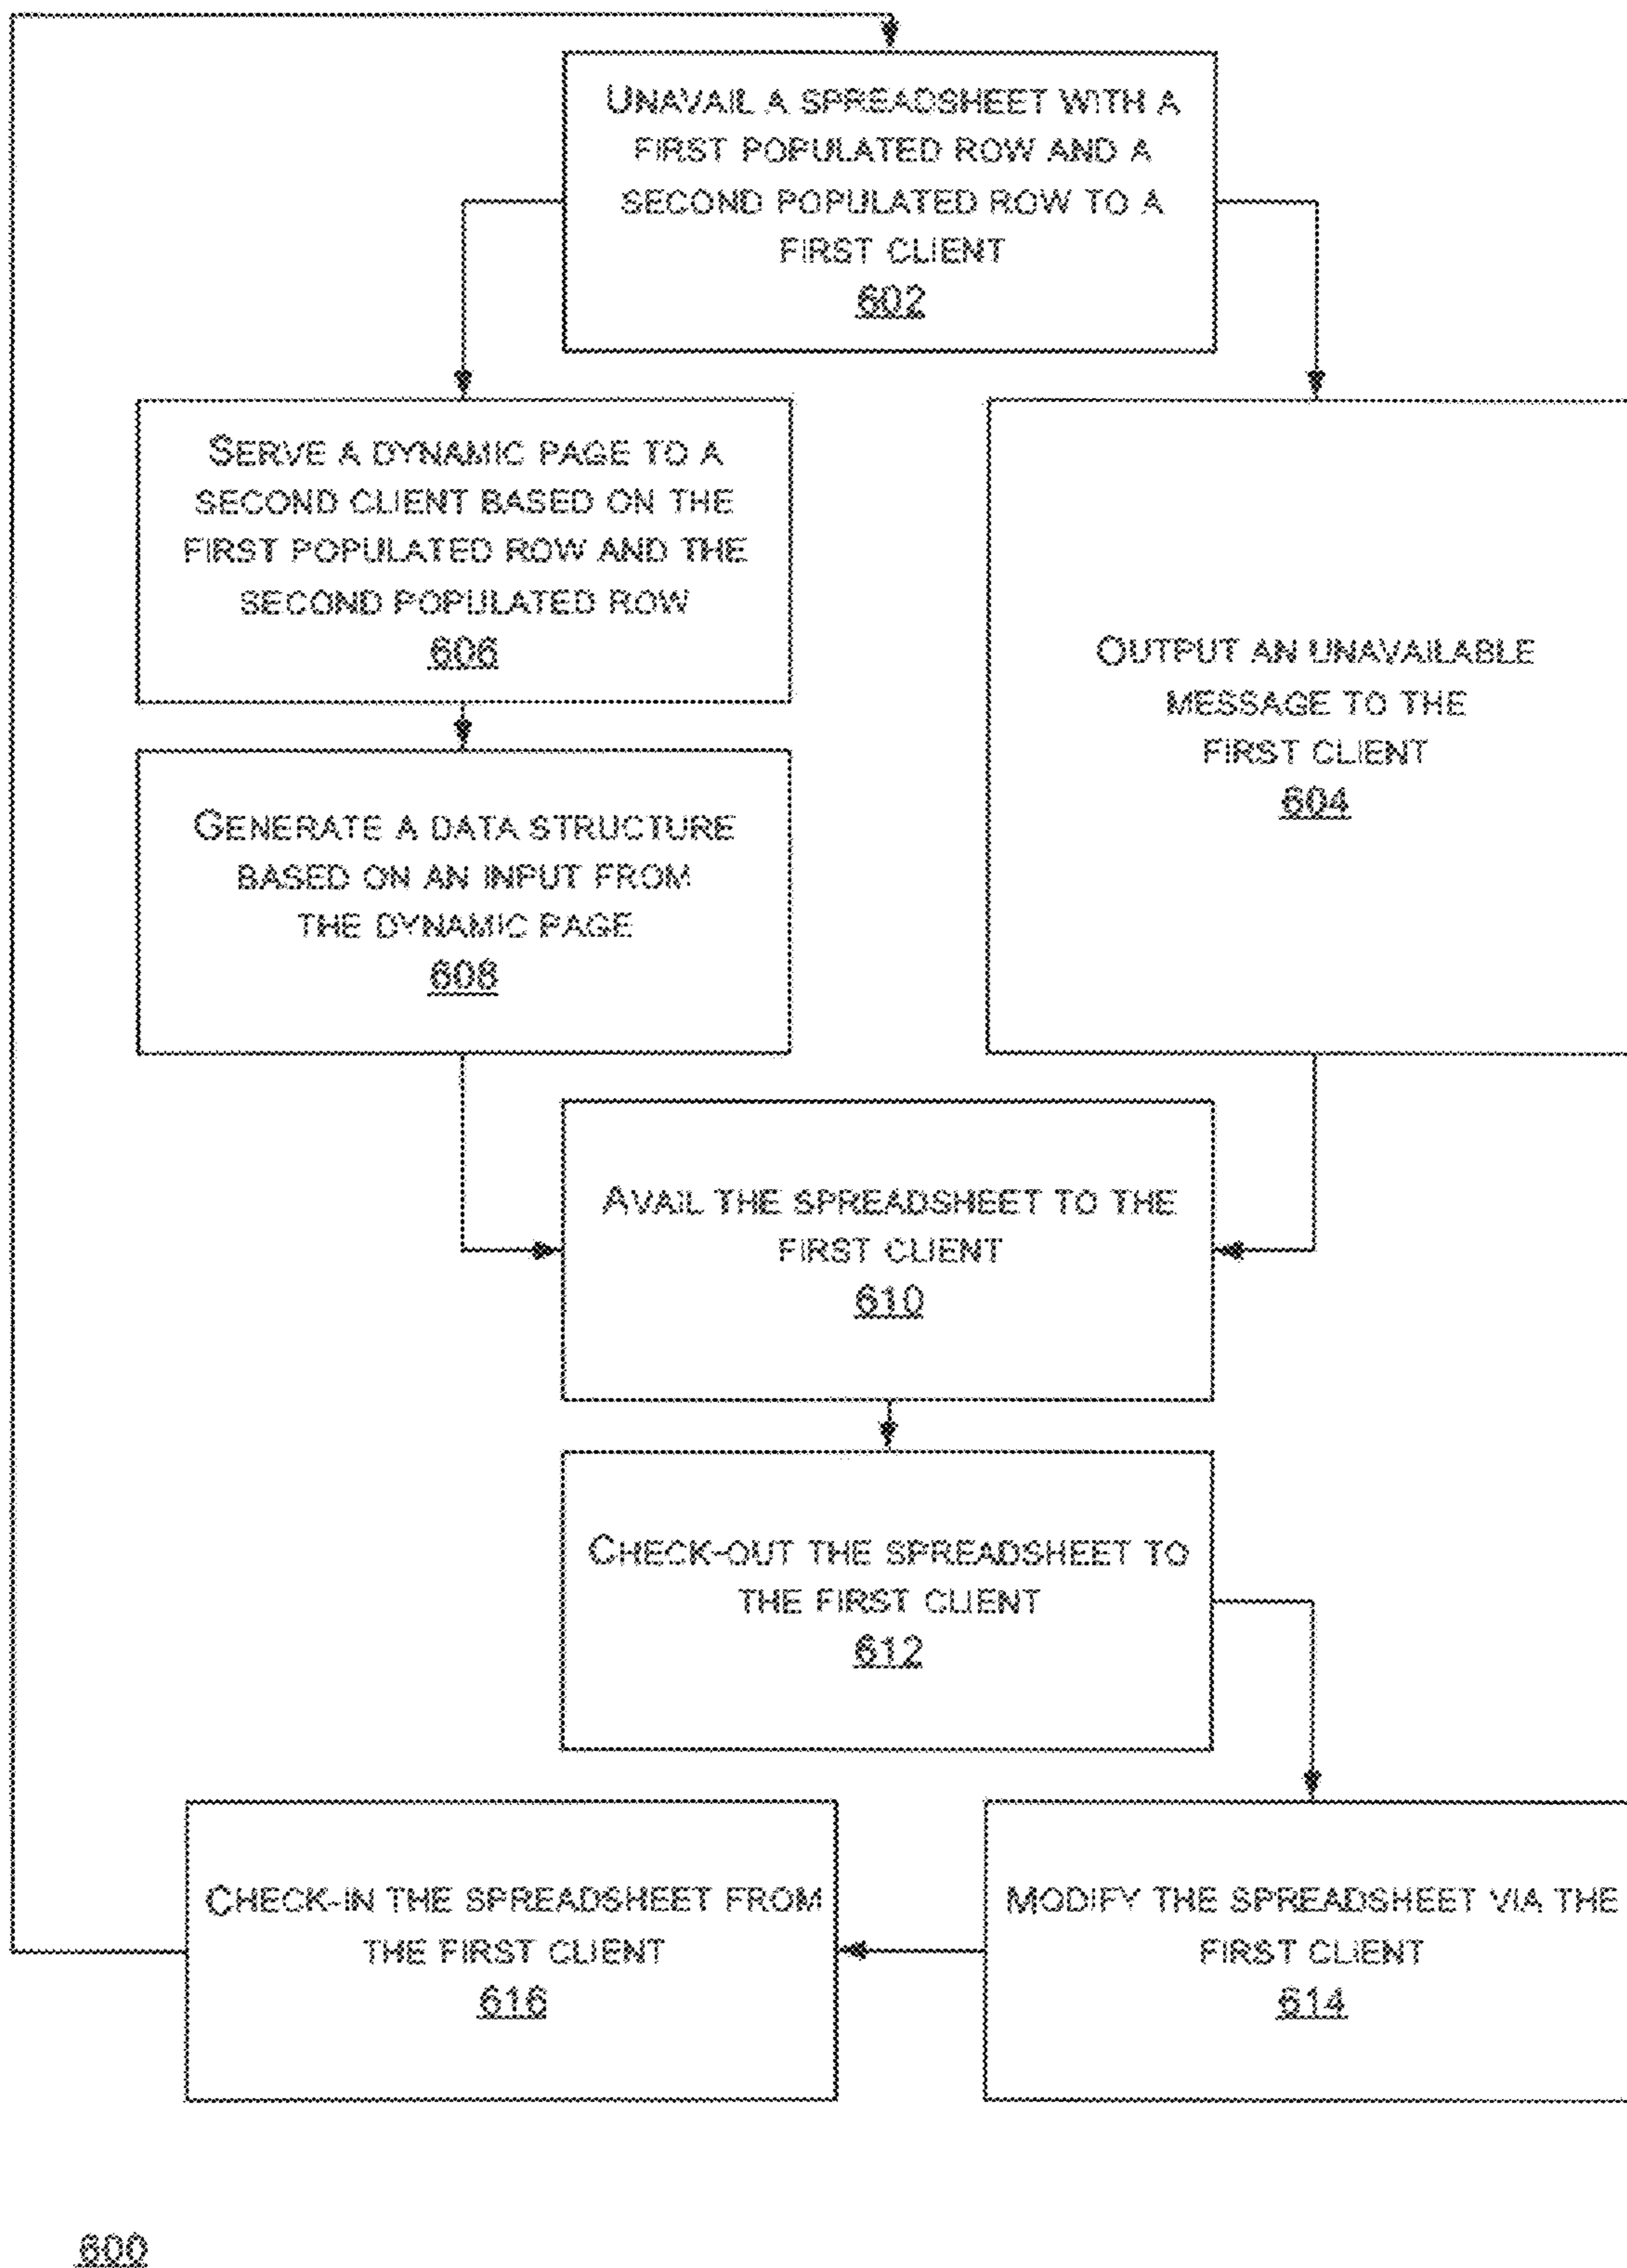 UNAVAIL A SPREADSHEET WITH A
FIRST POPULATED ROW AND A
SECOND POPULATED ROW TO A
FIRST CLIENT
602
SERVE A DYNAMIC PAGE TO A
SECOND CLIENT BASED ON THE
FIRST POPULATED ROW AND THE
SECOND POPULATED ROW
606
OUTPUT AN UNAVAILABLE
MESSAGE TO THE
FIRST CLIENT
604
GENERATE A DATA STRUCTURE
BASED ON AN INPUT FROM
THE DYNAMIC PAGE
608
AVAIL THE SPREADSHEET TO THE
FIRST CLIENT
610
CHECK-OUT THE SPREADSHEET TO
THE FIRST CLIENT
612
CHECK-IN THE SPREADSHEET FROM
THE FIRST CLIENT
616
MODIFY THE SPREADSHEET VIA THE
FIRST CLIENT
614
600